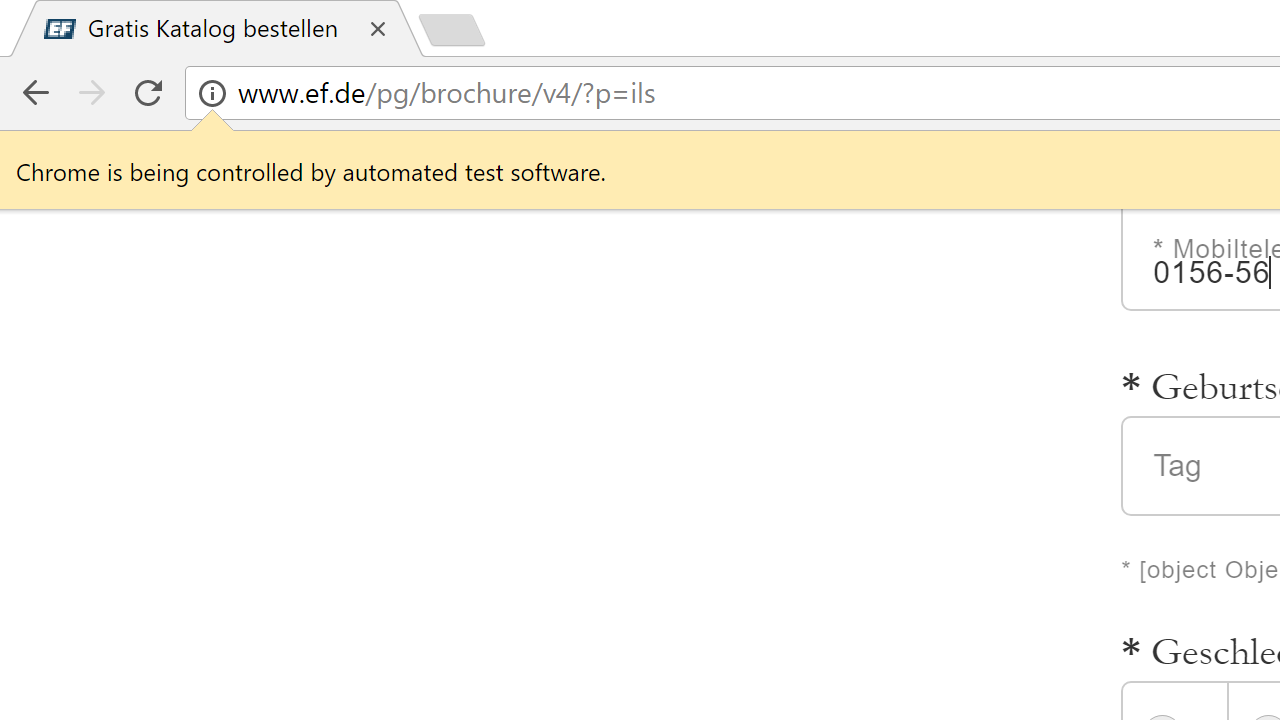 EF Gratis Katalog bestellen
www.ef.de/pg/brochure/v4/?p=ils
Chrome is being controlled by automated test software.
* Mobiltele
0156-56
* Geburts
Tag
* [object Obje
* Geschle